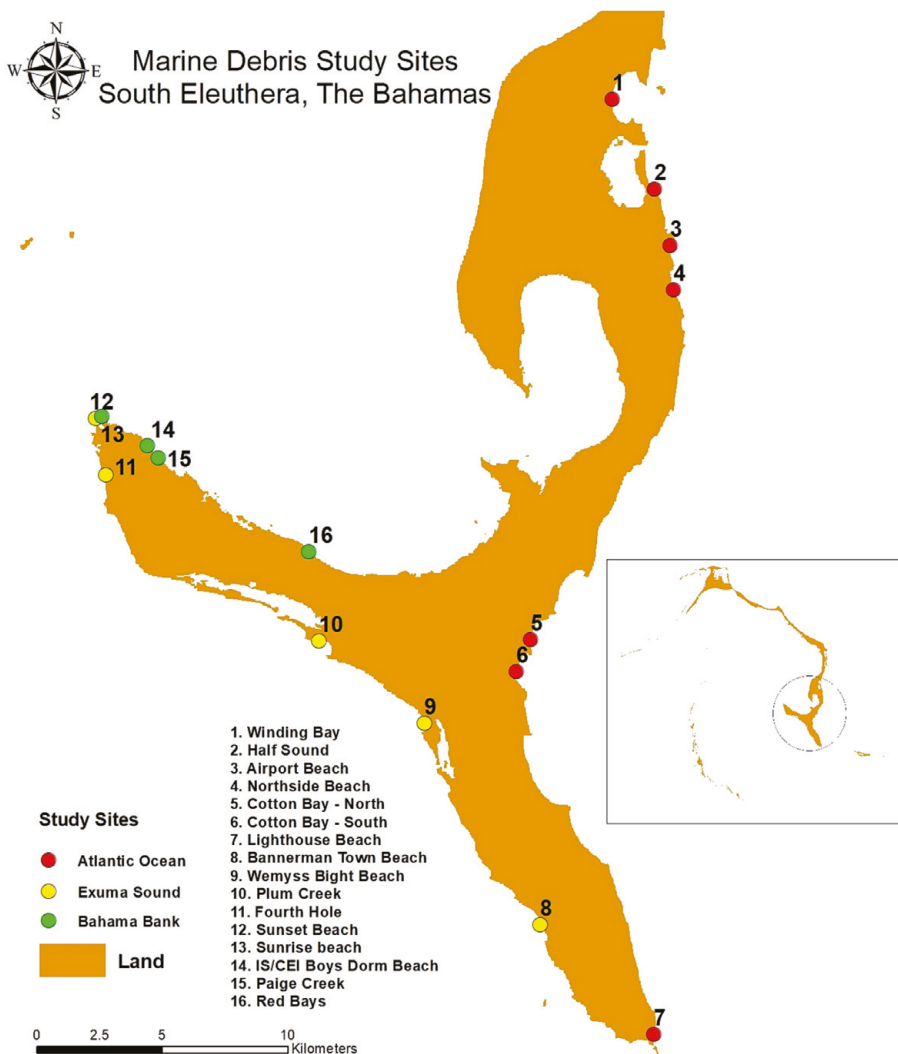 N
W E
S
Marine Debris Study Sites
South Eleuthera, The Bahamas
1
2
3
4
12
13
14
15
11
16
10
5
6
9
8
7
1. Winding Bay
2. Half Sound
3. Airport Beach
4. Northside Beach
5. Cotton Bay - North
6. Cotton Bay - South
7. Lighthouse Beach
8. Bannerman Town Beach
9. Wemyss Bight Beach
10. Plum Creek
11. Fourth Hole
12. Sunset Beach
13. Sunrise beach
14. IS/CEI Boys Dorm Beach
15. Paige Creek
16. Red Bays
Study Sites
Atlantic Ocean
Exuma Sound
Bahama Bank
Land
0 2.5 5 10
Kilometers